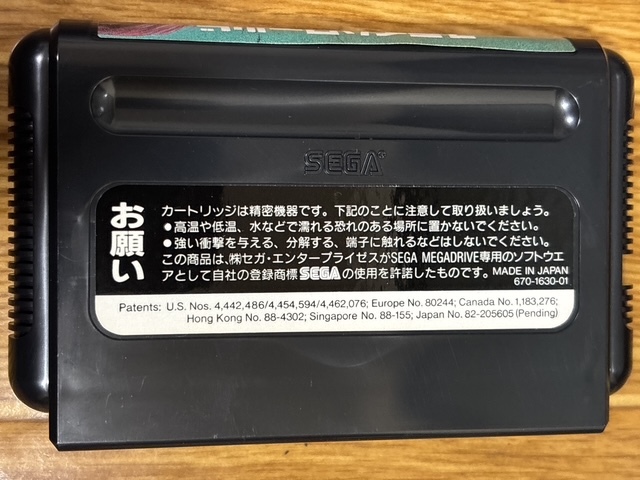 SEGA
お願い
カートリッジは精密機器です。下記のことに注意して取り扱いましょう。
●高温や低温、水などで濡れる恐れのある場所に置かないでください。
●強い衝撃を与える、分解する、端子に触れるなどはしないでください。
この商品は、㈱セガ・エンタープライゼスがSEGA MEGADRIVE専用のソフトウエ
アとして自社の登録商標SEGAの使用を許諾したものです。MADE IN JAPAN
670-1630-01
Patents: U.S. Nos. 4,442,486/4,454,594/4,462,076; Europe No. 80244; Canada No. 1,183,276;
Hong Kong No. 88-4302; Singapore No. 88-155; Japan No. 82-205605 (Pending)